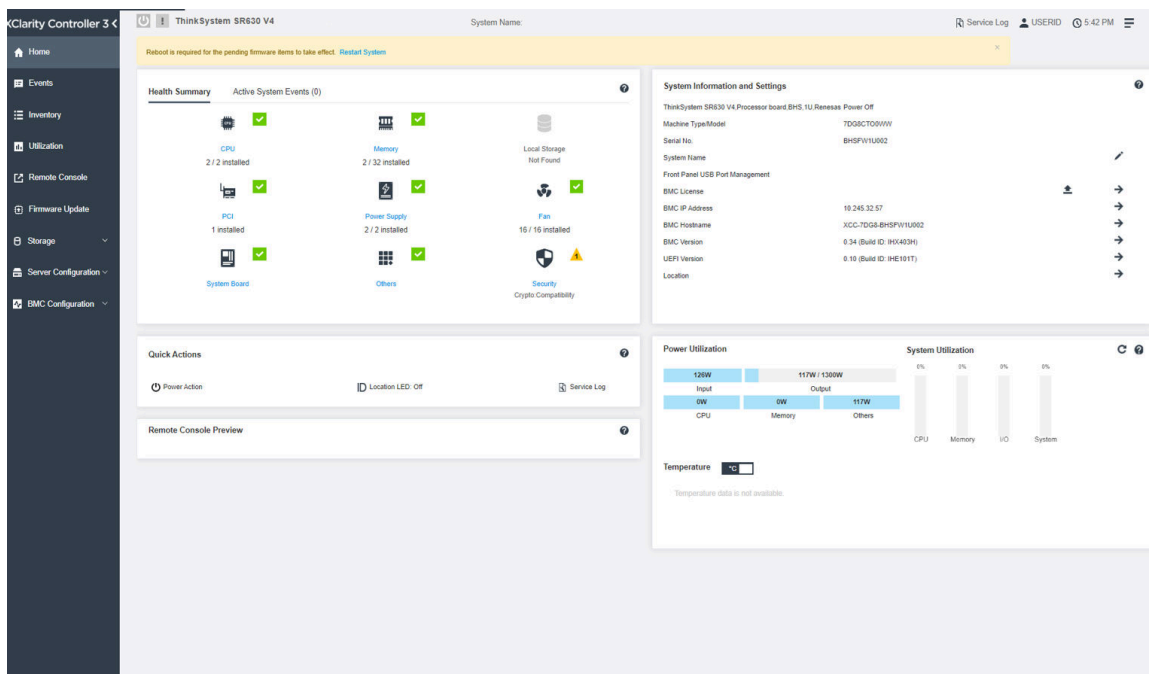 XClarity Controller 3
ThinkSystem SR630 V4
System Name:
Service Log
USERID
5:42 PM
Home
Events
Inventory
Utilization
Remote Console
Firmware Update
Storage
Server Configuration
BMC Configuration
Reboot is required for the pending firmware items to take effect. Restart System
Health Summary
Active System Events (0)
CPU
2 / 2 installed
Memory
2 / 32 installed
Local Storage
Not Found
PCI
1 installed
Power Supply
2 / 2 installed
Fan
16 / 16 installed
System Board
Others
Security
Crypto Compatibility
System Information and Settings
ThinkSystem SR630 V4,Processor board,BHS,1U,Renesas Power Off
Machine Type/Model 7DG8CTO0WW
Serial No. BHSFW1U002
System Name
Front Panel USB Port Management
BMC License
BMC IP Address 10.245.32.57
BMC Hostname XCC-7DG8-BHSFW1U002
BMC Version 0.34 (Build ID: IHX403H)
UEFI Version 0.10 (Build ID: IHE101T)
Location
Quick Actions
Power Action
Location LED: Off
Service Log
Remote Console Preview
Power Utilization
126W 117W / 1300W
Input Output
0W 0W 117W
CPU Memory Others
System Utilization
0% 0% 0% 0%
CPU Memory I/O System
Temperature °C
Temperature data is not available.